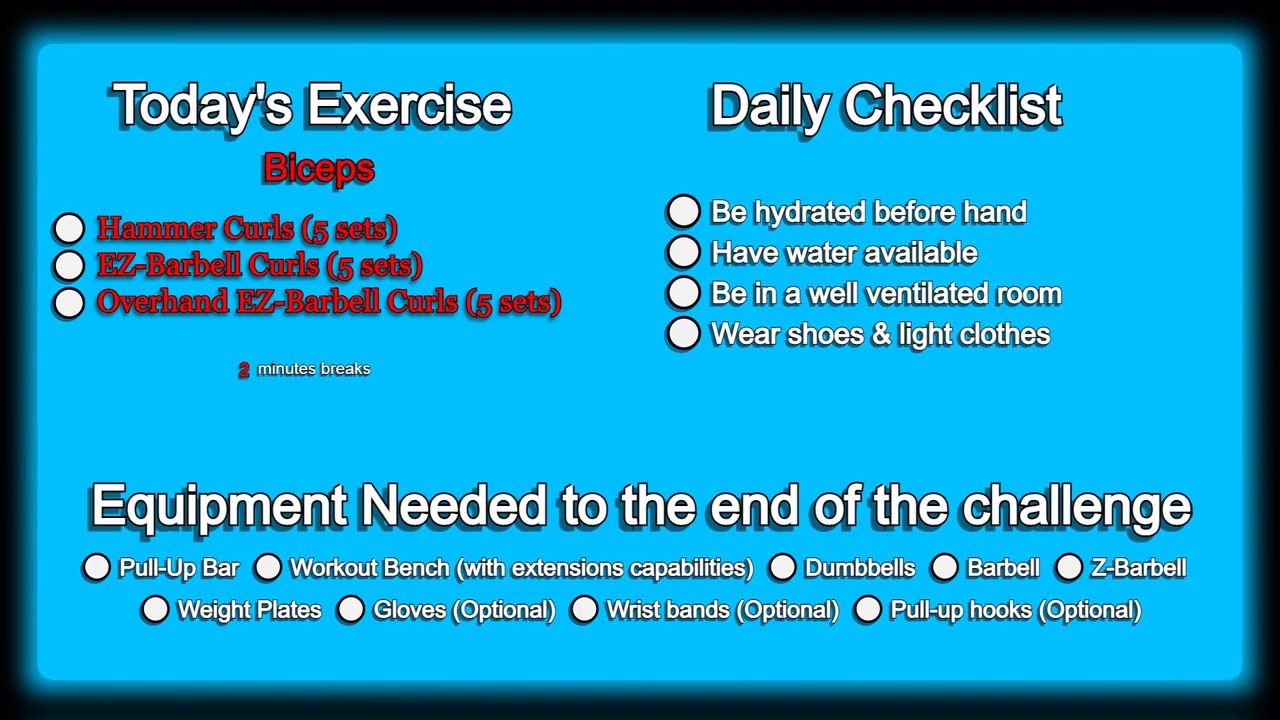 Today's Exercise
Biceps
Hammer Curls (5 sets)
EZ-Barbell Curls (5 sets)
Overhand EZ-Barbell Curls (5 sets)
2 minutes breaks
Daily Checklist
Be hydrated before hand
Have water available
Be in a well ventilated room
Wear shoes & light clothes
Equipment Needed to the end of the challenge
Pull-Up Bar Workout Bench (with extensions capabilities) Dumbbells Barbell Z-Barbell
Weight Plates Gloves (Optional) Wrist bands (Optional) Pull-up hooks (Optional)